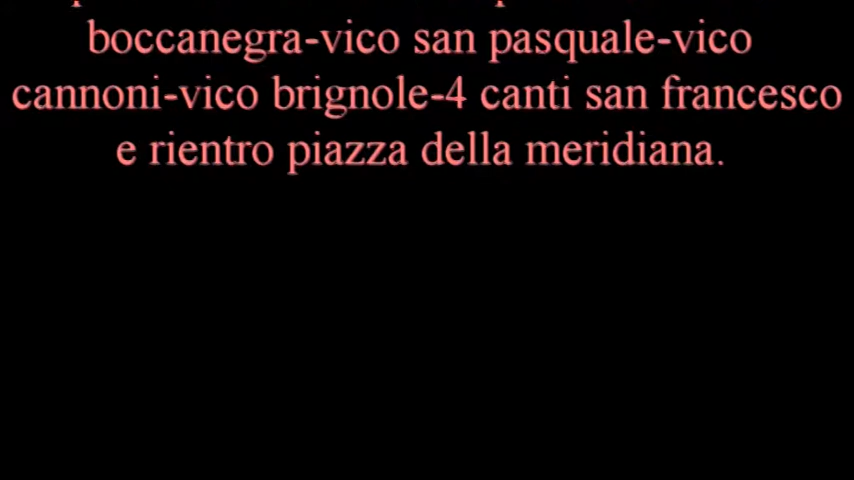 boccanegra-vico san pasquale-vico
cannoni-vico brignole-4 canti san francesco
e rientro piazza della meridiana.